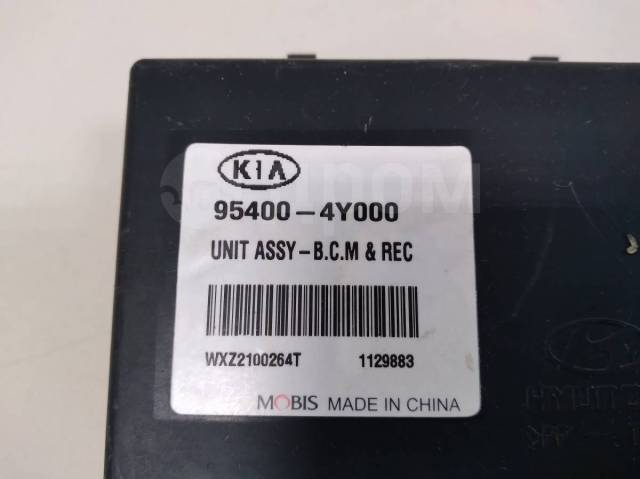 KIA
95400-4Y000
UNIT ASSY-B.C.M & REC
WXZ2100264T 1129883
MOBIS MADE IN CHINA